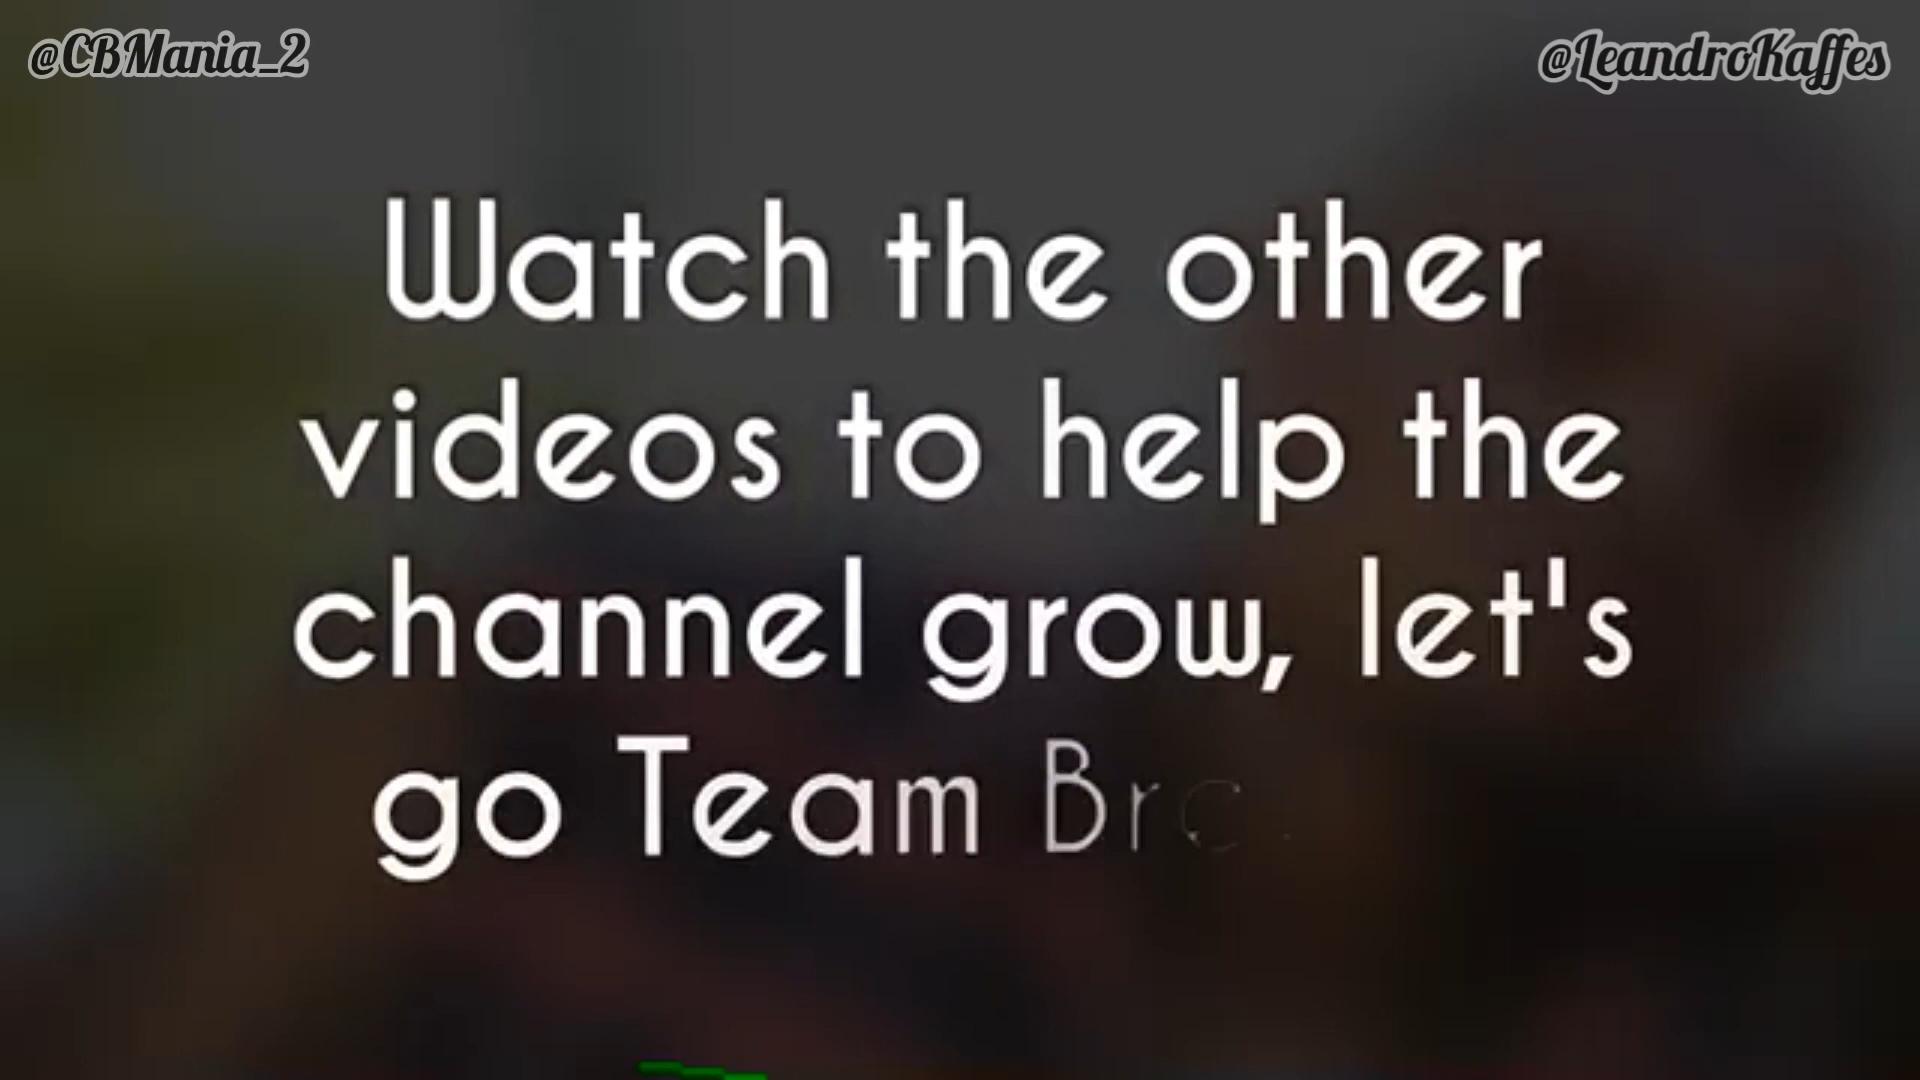 @CBMania_2
@LeandroKaffes
Watch the other
videos to help the
channel grow, let's
go Team